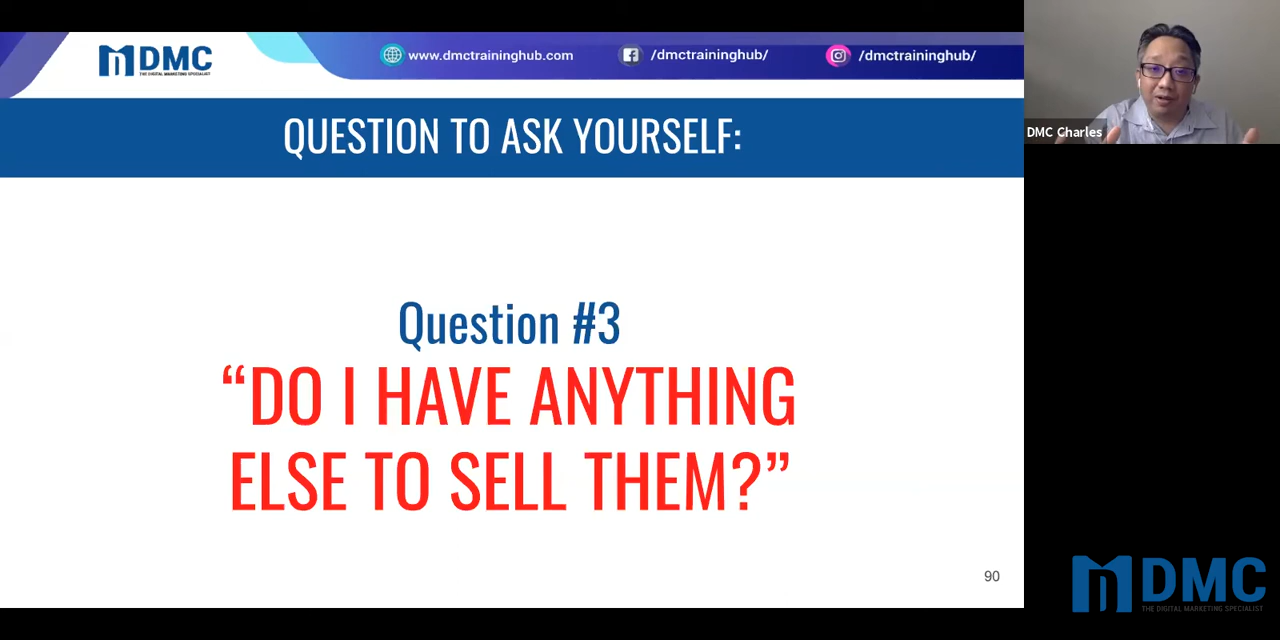 DMC
THE DIGITAL MARKETING SPECIALIST
www.dmctraininghub.com
/dmctraininghub/
/dmctraininghub/
DMC Charles
QUESTION TO ASK YOURSELF:
Question #3
“DO I HAVE ANYTHING
ELSE TO SELL THEM?”
90
DMC
THE DIGITAL MARKETING SPECIALIST